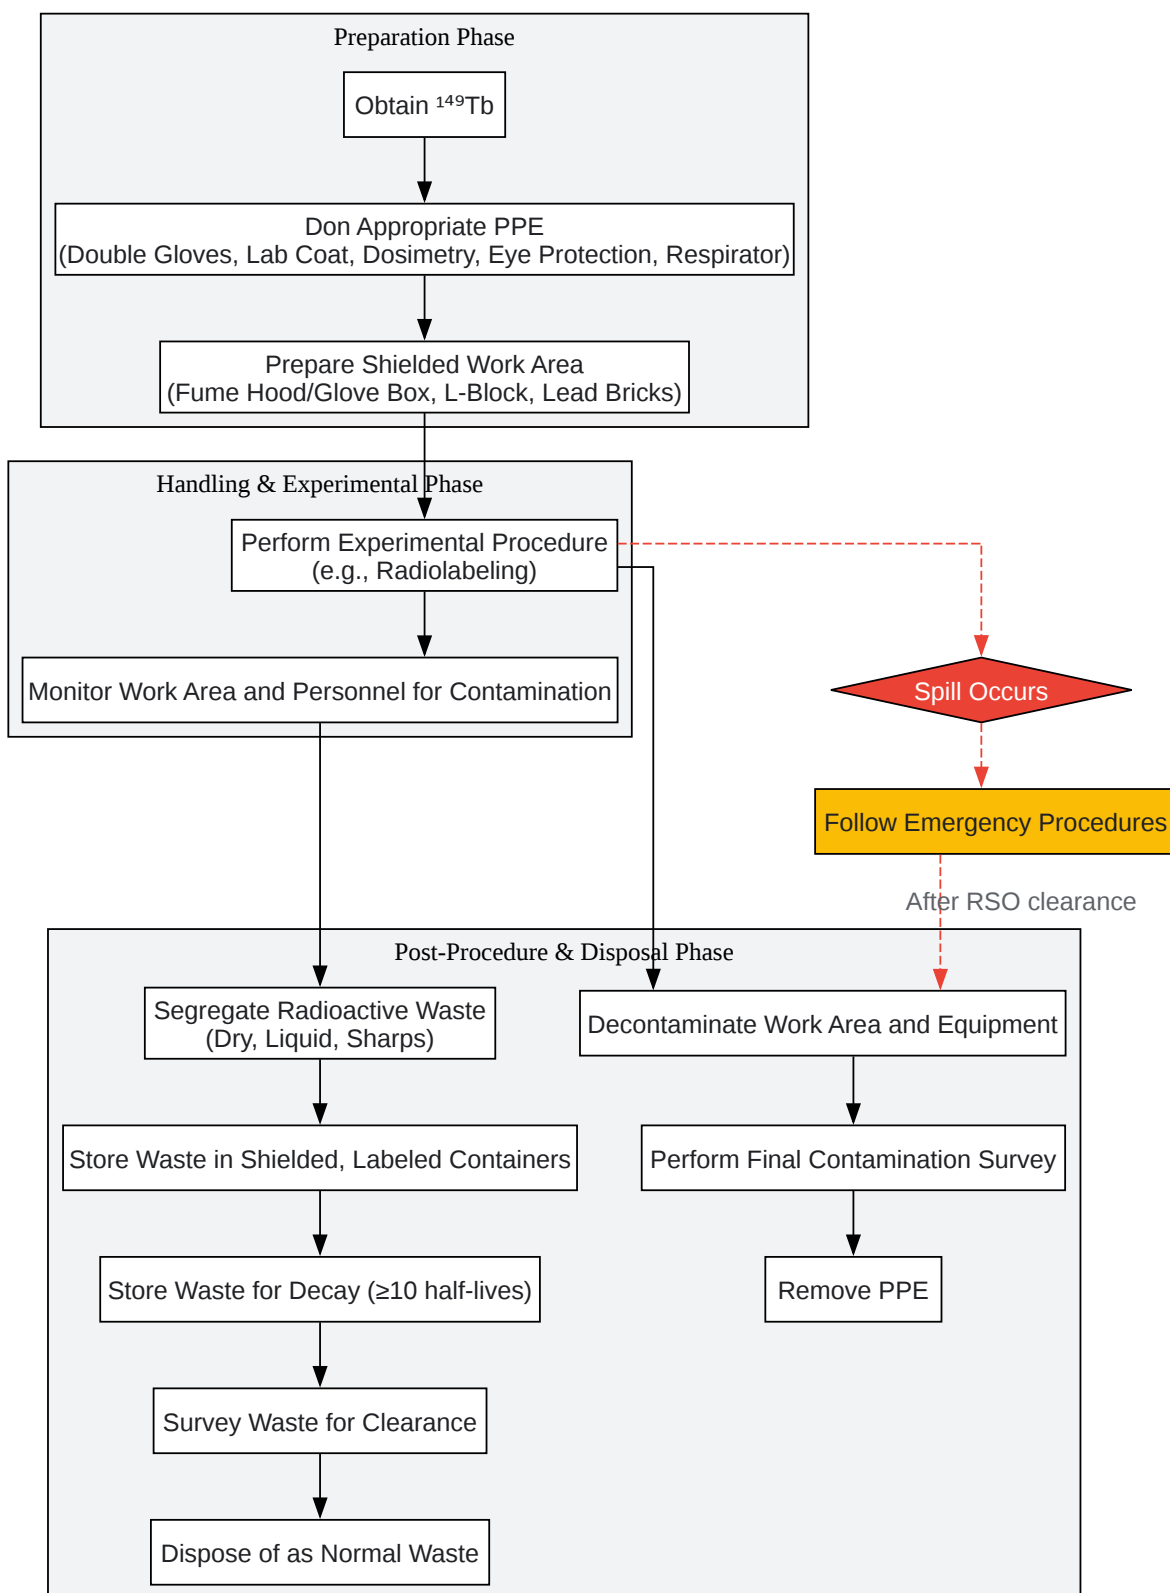 Preparation Phase
Obtain ¹⁴⁹Tb
Don Appropriate PPE
(Double Gloves, Lab Coat, Dosimetry, Eye Protection, Respirator)
Prepare Shielded Work Area
(Fume Hood/Glove Box, L-Block, Lead Bricks)
Handling & Experimental Phase
Perform Experimental Procedure
(e.g., Radiolabeling)
Monitor Work Area and Personnel for Contamination
Spill Occurs
Follow Emergency Procedures
After RSO clearance
Post-Procedure & Disposal Phase
Segregate Radioactive Waste
(Dry, Liquid, Sharps)
Decontaminate Work Area and Equipment
Store Waste in Shielded, Labeled Containers
Perform Final Contamination Survey
Store Waste for Decay (≥10 half-lives)
Remove PPE
Survey Waste for Clearance
Dispose of as Normal Waste